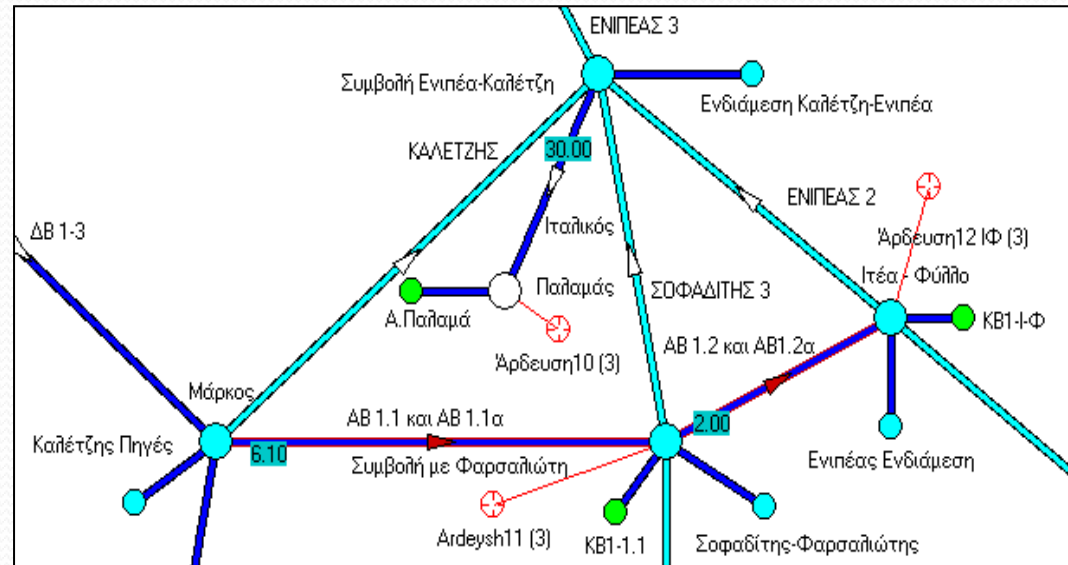 ΕΝΙΠΕΑΣ 3
Συμβολή Ενιπέα-Καλέτζη
Ενδιάμεση Καλέτζη-Ενιπέα
ΚΑΛΕΤΖΗΣ
30.00
ΕΝΙΠΕΑΣ 2
ΔΒ 1-3
Ιταλικός
Άρδευση12 ΙΦ (3)
Ιτέα - Φύλλο
Παλαμάς
ΣΟΦΑΔΙΤΗΣ 3
Α.Παλαμά
ΚΒ1-Ι-Φ
Άρδευση10 (3)
ΑΒ 1.2 και ΑΒ1.2α
Μάρκος
ΑΒ 1.1 και ΑΒ 1.1α
2.00
Καλέτζης Πηγές
6.10
Συμβολή με Φαρσαλιώτη
Ενιπέας Ενδιάμεση
Ardeysh11 (3)
ΚΒ1-1.1
Σοφαδίτης-Φαρσαλιώτης